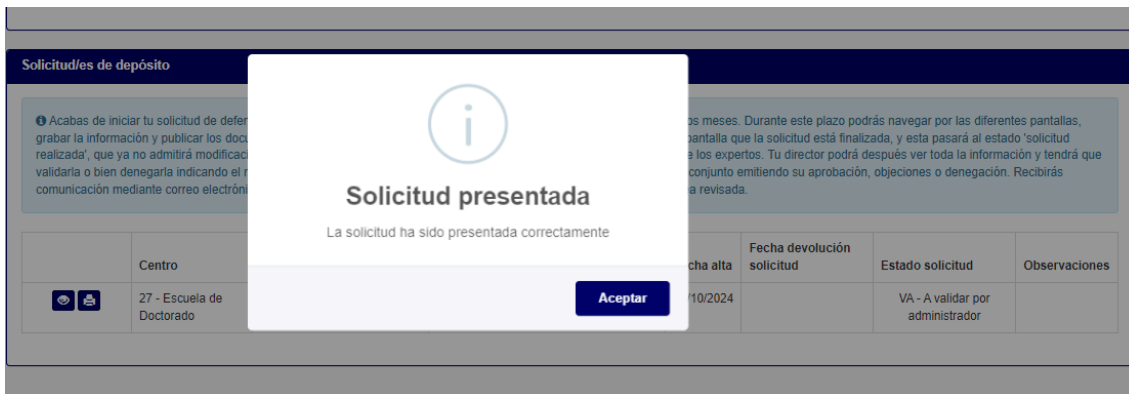 Solicitud/es de depósito
Acabas de iniciar tu solicitud de
os meses. Durante este plazo podrás navegar por las diferentes pantallas,
grabar la información y publicar los
pantalla que la solicitud está finalizada, y esta pasará al estado 'solicitud
realizada', que ya no admitirá
e los expertos. Tu director podrá después ver toda la información y tendrá que
validarla o bien denegarla indicando el
conjunto emitiendo su aprobación, objeciones o denegación. Recibirás
comunicación mediante correo
a revisada.
i
Solicitud presentada
La solicitud ha sido presentada correctamente
Aceptar
Centro
cha alta
Fecha devolución
solicitud
Estado solicitud
Observaciones
27 - Escuela de
Doctorado
/10/2024
VA - A validar por
administrador